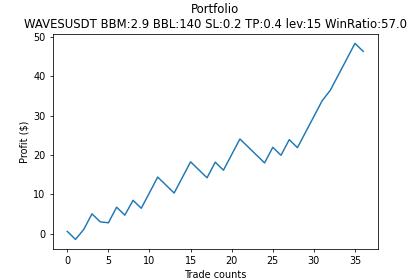 Portfolio
WAVESUSDT BBM:2.9 BBL:140 SL:0.2 TP:0.4 lev:15 WinRatio:57.0
50
40
30
20
10
0
Profit ($)
0 5 10 15 20 25 30 35
Trade counts